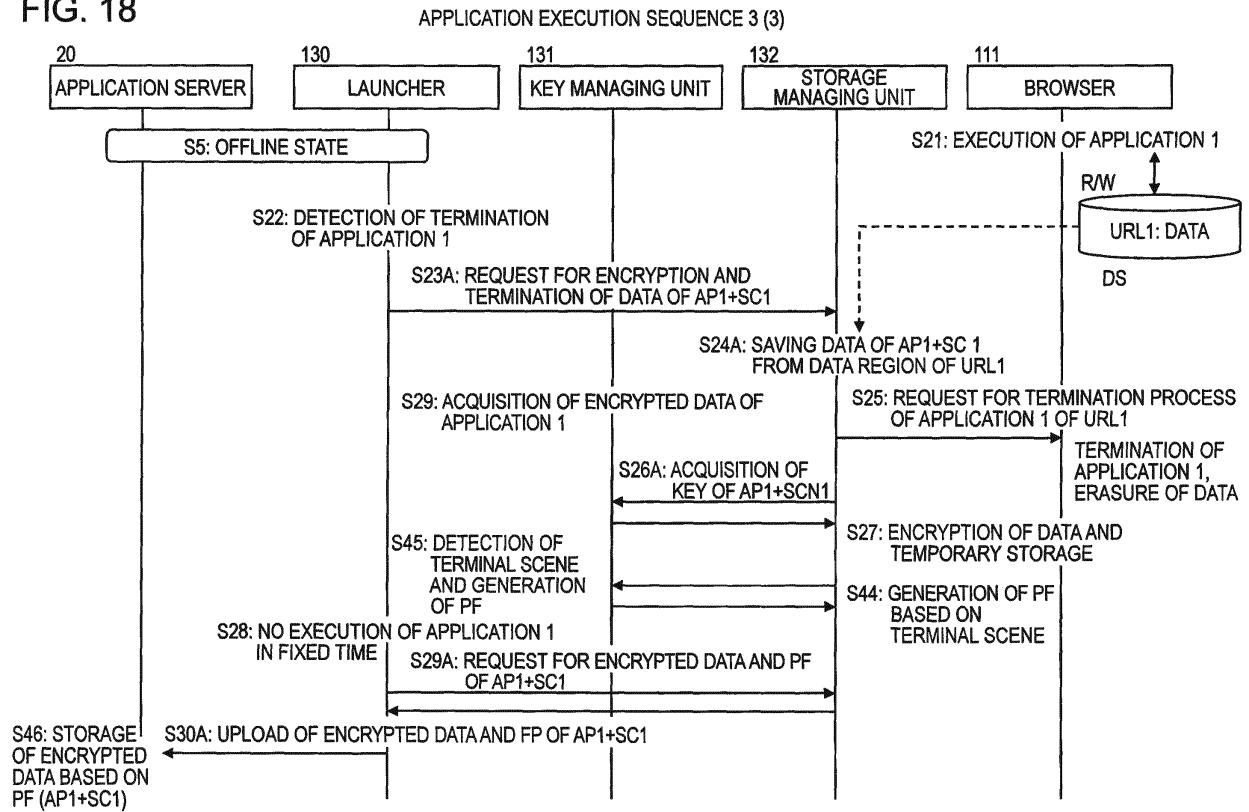 FIG. 18
APPLICATION EXECUTION SEQUENCE 3 (3)
20
130
131
132
111
APPLICATION SERVER
LAUNCHER
KEY MANAGING UNIT
STORAGE
MANAGING UNIT
BROWSER
S5: OFFLINE STATE
S21: EXECUTION OF APPLICATION 1
R/W
URL1: DATA
DS
S22: DETECTION OF TERMINATION
OF APPLICATION 1
S23A: REQUEST FOR ENCRYPTION AND
TERMINATION OF DATA OF AP1+SC1
S24A: SAVING DATA OF AP1+SC 1
FROM DATA REGION OF URL1
S29: ACQUISITION OF ENCRYPTED DATA OF
APPLICATION 1
S25: REQUEST FOR TERMINATION PROCESS
OF APPLICATION 1 OF URL1
TERMINATION OF
APPLICATION 1,
ERASURE OF DATA
S26A: ACQUISITION OF
KEY OF AP1+SCN1
S27: ENCRYPTION OF DATA AND
TEMPORARY STORAGE
S45: DETECTION OF
TERMINAL SCENE
AND GENERATION
OF PF
S44: GENERATION OF PF
BASED ON
TERMINAL SCENE
S28: NO EXECUTION OF APPLICATION 1
IN FIXED TIME
S29A: REQUEST FOR ENCRYPTED DATA AND PF
OF AP1+SC1
S30A: UPLOAD OF ENCRYPTED DATA AND FP OF AP1+SC1
S46: STORAGE
OF ENCRYPTED
DATA BASED ON
PF (AP1+SC1)